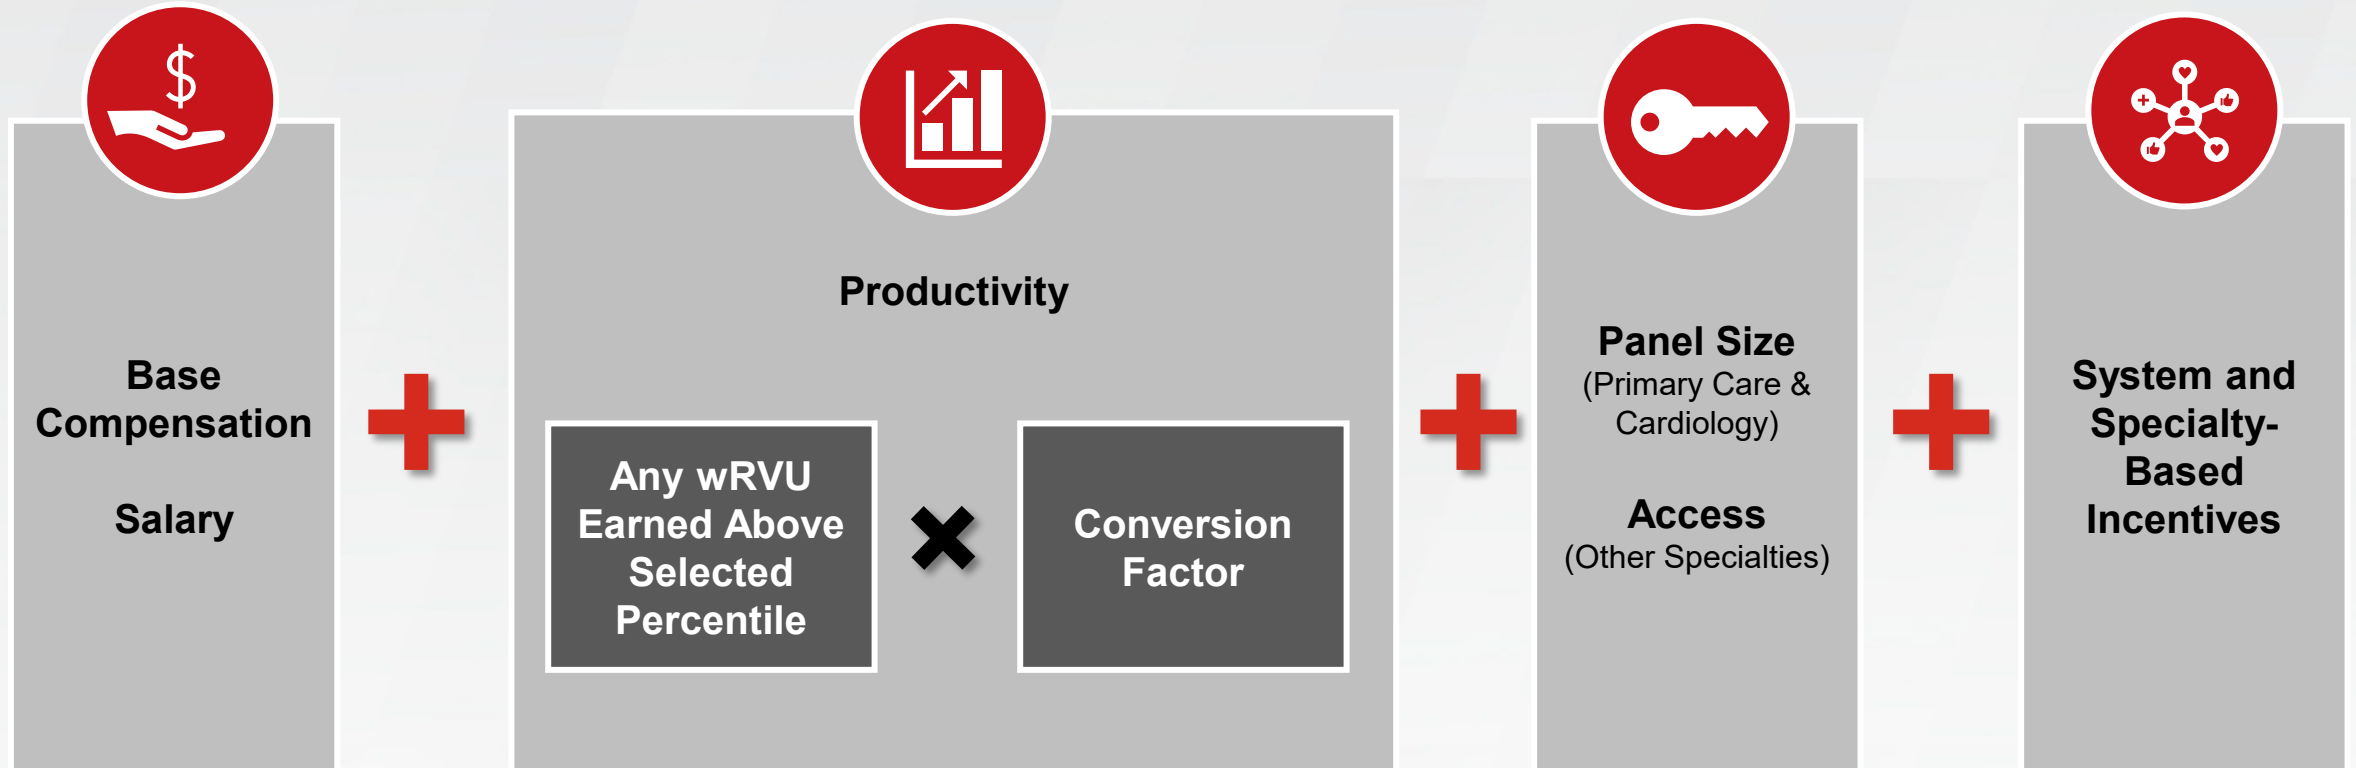 Base
Compensation
Salary
Productivity
Any wRVU
Earned Above
Selected
Percentile
Conversion
Factor
Panel Size
(Primary Care &
Cardiology)
Access
(Other Specialties)
System and
Specialty-
Based
Incentives